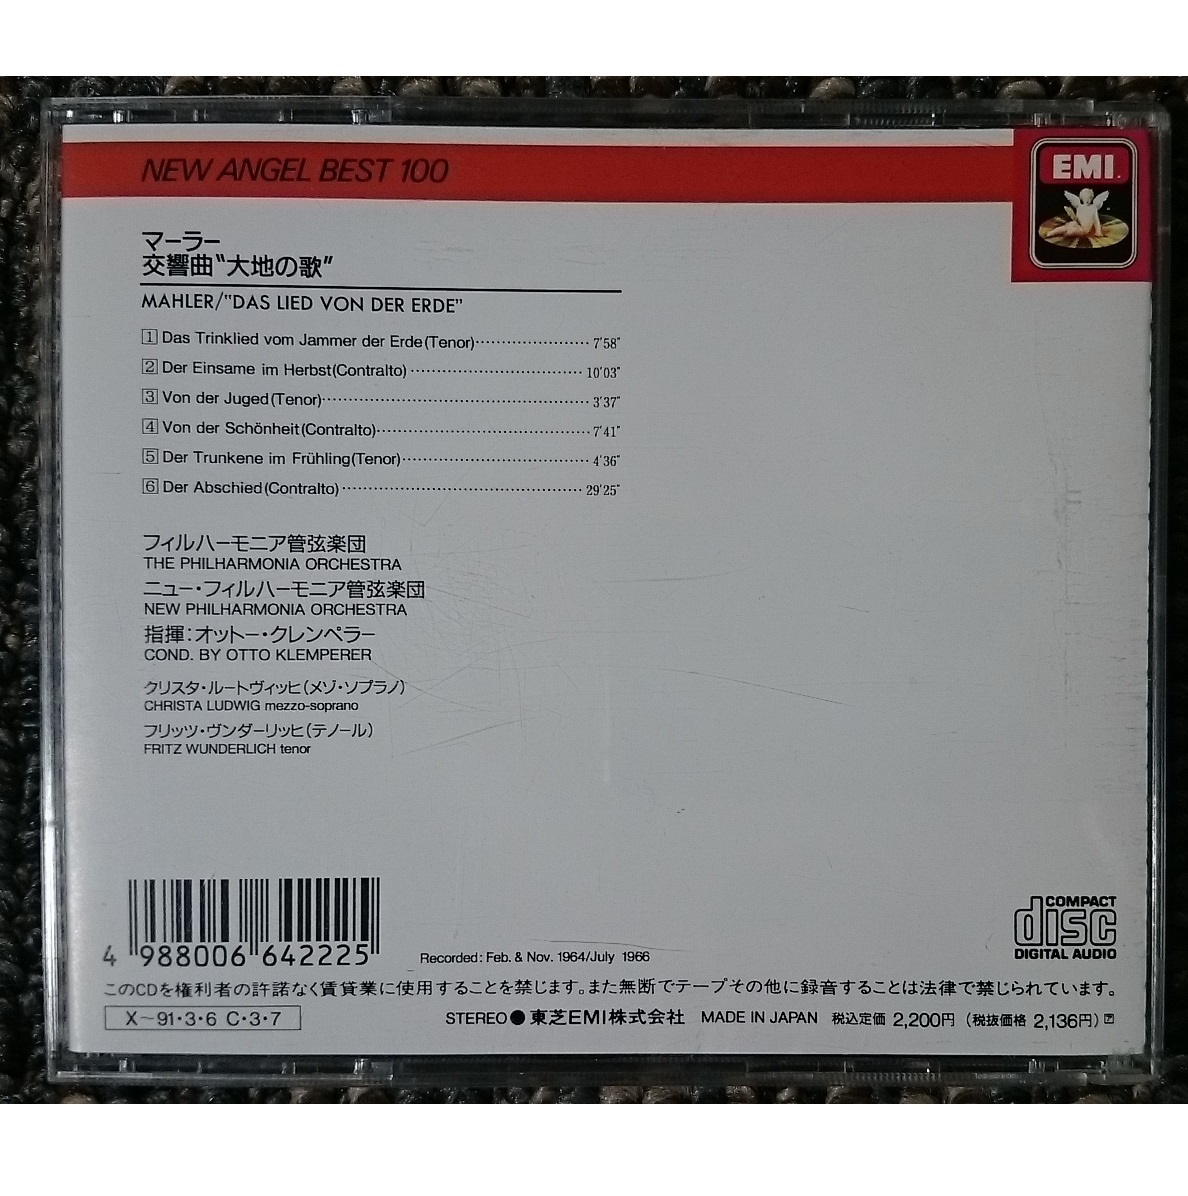 NEW ANGEL BEST 100
EMI
マーラー
交響曲“大地の歌”
MAHLER/"DAS LIED VON DER ERDE"
1 Das Trinklied vom Jammer der Erde(Tenor)······················ 7'58"
2 Der Einsame im Herbst(Contralto) ································· 10'03"
3 Von der Juged(Tenor)···················································· 3'37"
4 Von der Schönheit(Contralto)········································· 7'41"
5 Der Trunkene im Frühling(Tenor)···································· 4'36"
6 Der Abschied(Contralto)·············································· 29'25"
フィルハーモニア管弦楽団
THE PHILHARMONIA ORCHESTRA
ニュー・フィルハーモニア管弦楽団
NEW PHILHARMONIA ORCHESTRA
指揮:オットー・クレンペラー
COND. BY OTTO KLEMPERER
クリスタ・ルートヴィッヒ(メゾ・ソプラノ)
CHRISTA LUDWIG mezzo-soprano
フリッツ・ヴンダーリッヒ(テノール)
FRITZ WUNDERLICH tenor
4 988006 642225
Recorded: Feb. & Nov. 1964/July 1966
COMPACT
disc
DIGITAL AUDIO
このCDを権利者の許諾なく賃貸業に使用することを禁じます。また無断でテープその他に録音することは法律で禁じられています。
X〜91・3・6 C・3・7
STEREO●東芝EMI株式会社 MADE IN JAPAN 税込定価 2,200円 (税抜価格 2,136円) ア